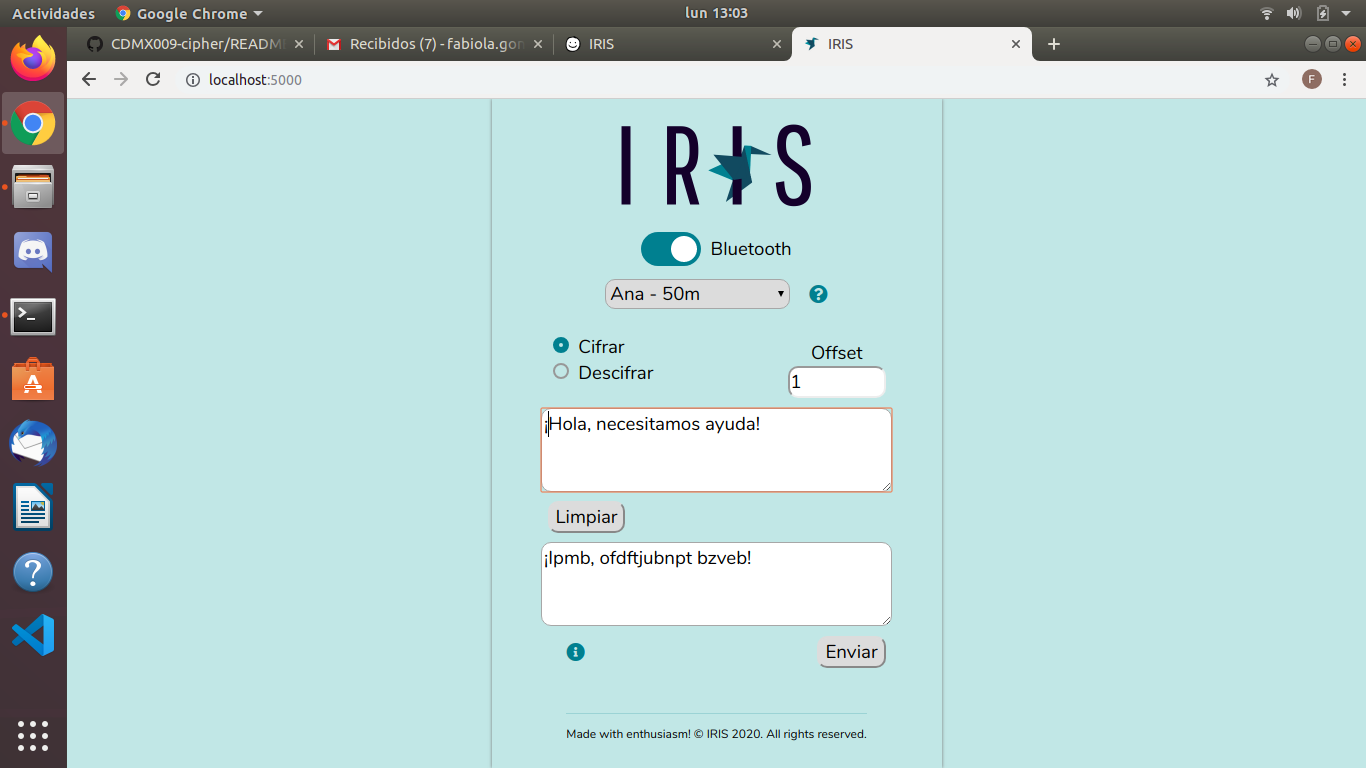 Actividades Google Chrome lun 13:03
CDMX009-cipher/READM Recibidos (7) - fabiola.gon IRIS IRIS
localhost:5000 F
IRIS
Bluetooth
Ana - 50m
Cifrar
Descifrar
Offset
1
¡Hola, necesitamos ayuda!
Limpiar
¡Ipmb, ofdftjubnpt bzveb!
Enviar
Made with enthusiasm! © IRIS 2020. All rights reserved.